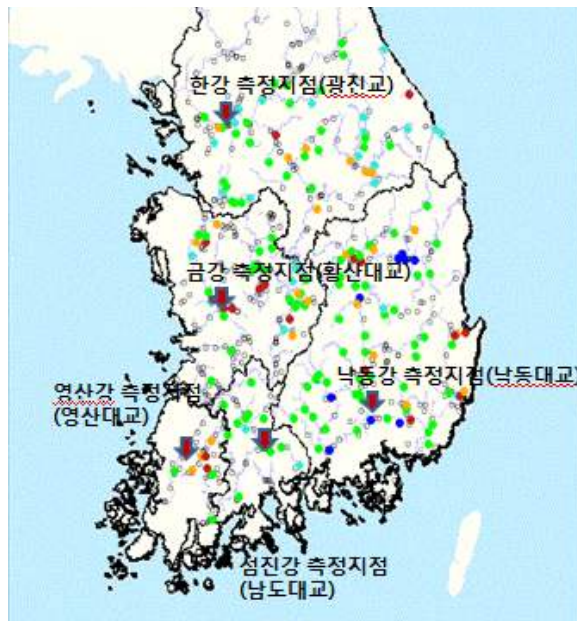 한강 측정지점(광진교)
금강 측정지점(황산대교)
낙동강 측정지점(낙동대교)
영산강 측정지점
(영산대교)
섬진강 측정지점
(남도대교)